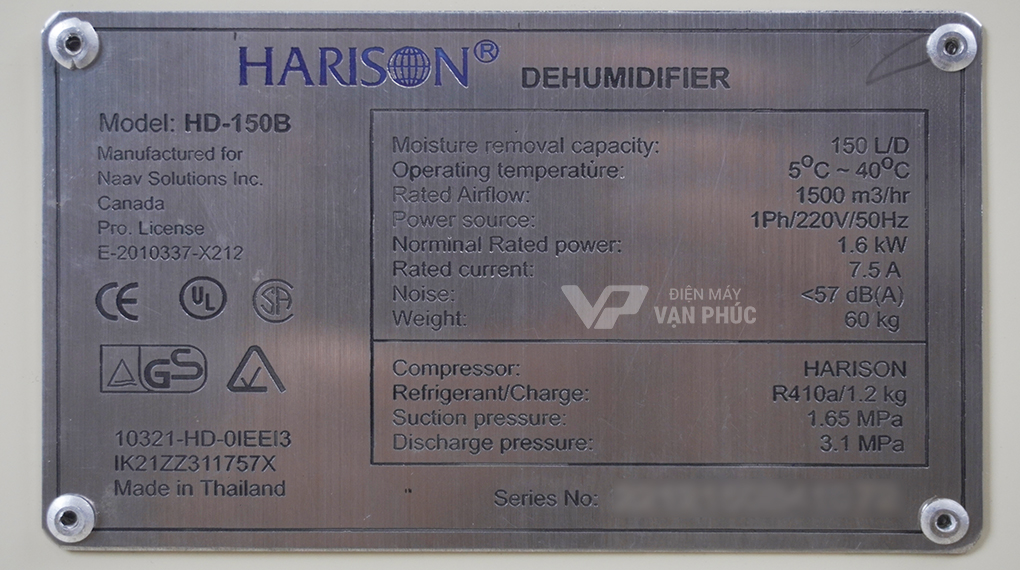 HARISON®
DEHUMIDIFIER
Model: HD-150B
Manufactured for
Naav Solutions Inc.
Canada
Pro. License
E-2010337-X212
CE UL SA
GS
10321-HD-0IEEI3
IK21ZZ311757X
Made in Thailand
Moisture removal capacity: 150 L/D
Operating temperature: 5°C ~ 40°C
Rated Airflow: 1500 m3/hr
Power source: 1Ph/220V/50Hz
Norminal Rated power: 1.6 kW
Rated current: 7.5 A
Noise: <57 dB(A)
Weight: 60 kg
VP ĐIỆN MÁY
VẠN PHÚC
Compressor: HARISON
Refrigerant/Charge: R410a/1.2 kg
Suction pressure: 1.65 MPa
Discharge pressure: 3.1 MPa
Series No: